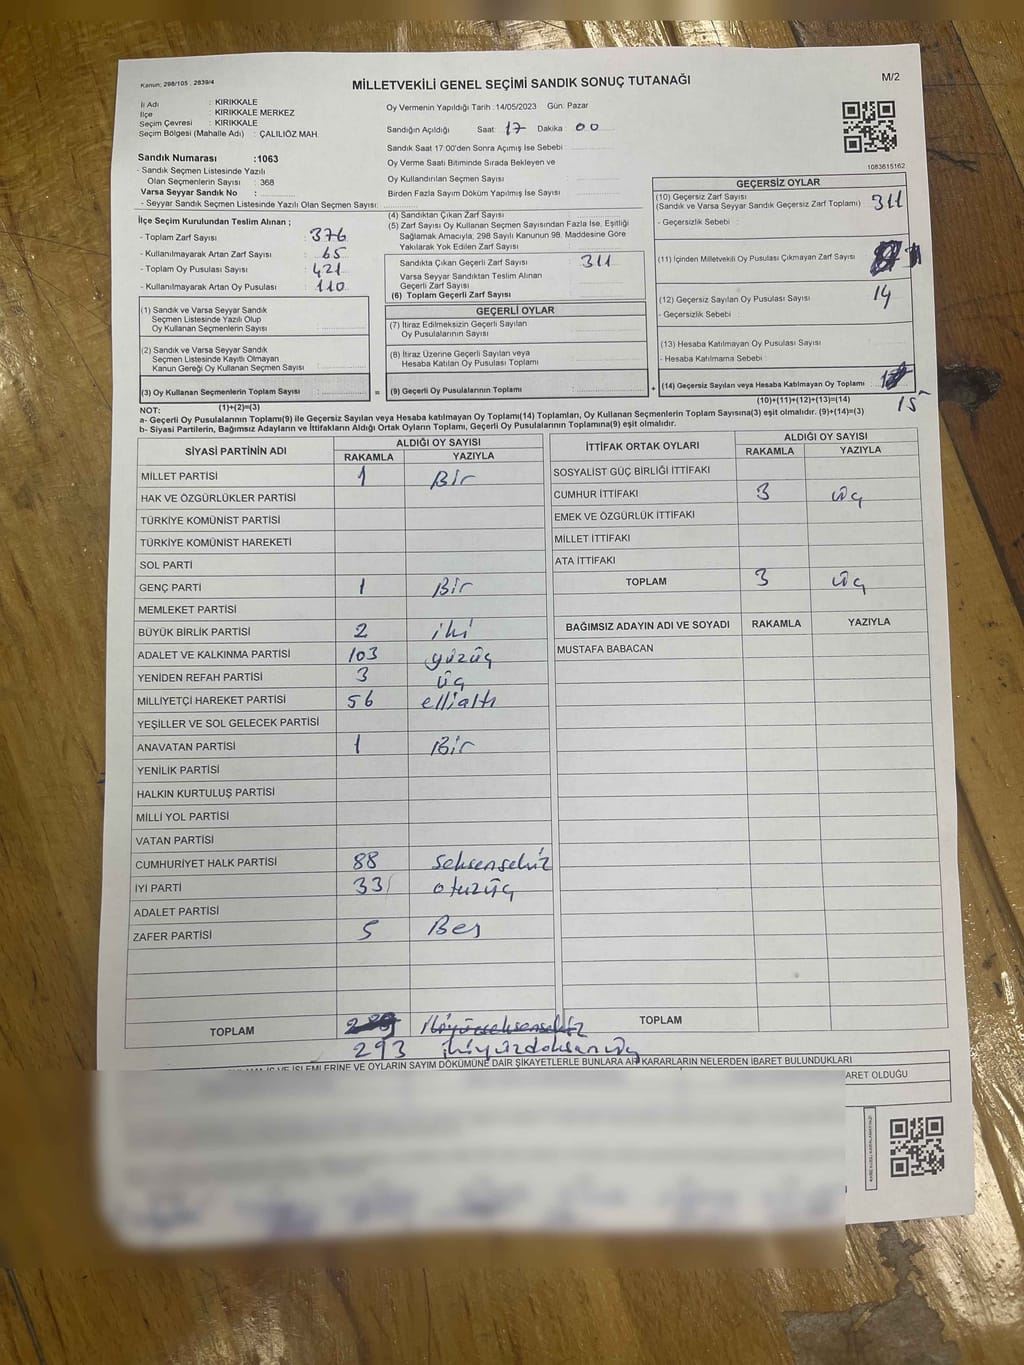 Kanun: 298/105 . 2839/4
MİLLETVEKİLİ GENEL SEÇİMİ SANDIK SONUÇ TUTANAĞI
M/2
İl Adı : KIRIKKALE
İlçe : KIRIKKALE MERKEZ
Seçim Çevresi : KIRIKKALE
Seçim Bölgesi (Mahalle Adı) : ÇALILIÖZ MAH.
Sandık Numarası :1063
- Sandık Seçmen Listesinde Yazılı
Olan Seçmenlerin Sayısı : 368
Varsa Seyyar Sandık No :
- Seyyar Sandık Seçmen Listesinde Yazılı Olan Seçmen Sayısı:
Oy Vermenin Yapıldığı Tarih :14/05/2023 Gün: Pazar
Sandığın Açıldığı Saat: 17 Dakika: 00
Sandık Saat 17:00'den Sonra Açımış İse Sebebi :
Oy Verme Saati Bitiminde Sırada Bekleyen ve
Oy Kullandırılan Seçmen Sayısı :
Birden Fazla Sayım Döküm Yapılmış İse Sayısı :
1083615162
İlçe Seçim Kurulundan Teslim Alınan ;
- Toplam Zarf Sayısı : 376
- Kullanılmayarak Artan Zarf Sayısı : 65
- Toplam Oy Pusulası Sayısı : 421
- Kullanılmayarak Artan Oy Pusulası : 110
(4) Sandıktan Çıkan Zarf Sayısı :
(5) Zarf Sayısı Oy Kullanan Seçmen Sayısından Fazla İse, Eşitliği
Sağlamak Amacıyla, 298 Sayılı Kanunun 98. Maddesine Göre
Yakılarak Yok Edilen Zarf Sayısı :
Sandıkta Çıkan Geçerli Zarf Sayısı : 311
Varsa Seyyar Sandıktan Teslim Alınan
Geçerli Zarf Sayısı :
(6) Toplam Geçerli Zarf Sayısı :
GEÇERSİZ OYLAR
(10) Geçersiz Zarf Sayısı
(Sandık ve Varsa Seyyar Sandık Geçersiz Zarf Toplamı) : 311
- Geçersizlik Sebebi :
(11) İçinden Milletvekili Oy Pusulası Çıkmayan Zarf Sayısı :
(12) Geçersiz Sayılan Oy Pusulası Sayısı : 14
- Geçersizlik Sebebi :
(13) Hesaba Katılmayan Oy Pusulası Sayısı :
- Hesaba Katılmama Sebebi :
(14) Geçersiz Sayılan veya Hesaba Katılmayan Oy Toplamı :
(10)+(11)+(12)+(13)=(14) 15
(1) Sandık ve Varsa Seyyar Sandık
Seçmen Listesinde Yazılı Olup
Oy Kullanan Seçmenlerin Sayısı :
(2) Sandık ve Varsa Seyyar Sandık
Seçmen Listesinde Kayıtlı Olmayan
Kanun Gereği Oy Kullanan Seçmen Sayısı :
(3) Oy Kullanan Seçmenlerin Toplam Sayısı :
(1)+(2)=(3)
GEÇERLİ OYLAR
(7) İtiraz Edilmeksizin Geçerli Sayılan
Oy Pusulalarının Sayısı :
(8) İtiraz Üzerine Geçerli Sayılan veya
Hesaba Katılan Oy Pusulaları Toplamı :
= (9) Geçerli Oy Pusulalarının Toplamı : +
NOT:
a- Geçerli Oy Pusulalarının Toplamı(9) ile Geçersiz Sayılan veya Hesaba katılmayan Oy Toplamı(14) Toplamları, Oy Kullanan Seçmenlerin Toplam Sayısına(3) eşit olmalıdır. (9)+(14)=(3)
b- Siyasi Partilerin, Bağımsız Adayların ve İttifakların Aldığı Ortak Oyların Toplamı, Geçerli Oy Pusulalarının Toplamına(9) eşit olmalıdır.
SİYASİ PARTİNİN ADI ALDIĞI OY SAYISI
RAKAMLA YAZIYLA
MİLLET PARTİSİ 1 Bir
HAK VE ÖZGÜRLÜKLER PARTİSİ
TÜRKİYE KOMÜNİST PARTİSİ
TÜRKİYE KOMÜNİST HAREKETİ
SOL PARTİ
GENÇ PARTİ 1 Bir
MEMLEKET PARTİSİ
BÜYÜK BİRLİK PARTİSİ 2 iki
ADALET VE KALKINMA PARTİSİ 103 yüzüç
YENİDEN REFAH PARTİSİ 3 üç
MİLLİYETÇİ HAREKET PARTİSİ 56 ellialtı
YEŞİLLER VE SOL GELECEK PARTİSİ
ANAVATAN PARTİSİ 1 Bir
YENİLİK PARTİSİ
HALKIN KURTULUŞ PARTİSİ
MİLLİ YOL PARTİSİ
VATAN PARTİSİ
CUMHURİYET HALK PARTİSİ 88 seksensekiz
İYİ PARTİ 33 otuzüç
ADALET PARTİSİ
ZAFER PARTİSİ 5 Beş
TOPLAM
293 ikiyüzdoksanüç
İTTİFAK ORTAK OYLARI ALDIĞI OY SAYISI
RAKAMLA YAZIYLA
SOSYALİST GÜÇ BİRLİĞİ İTTİFAKI
CUMHUR İTTİFAKI 3 üç
EMEK VE ÖZGÜRLÜK İTTİFAKI
MİLLET İTTİFAKI
ATA İTTİFAKI
TOPLAM 3 üç
BAĞIMSIZ ADAYIN ADI VE SOYADI RAKAMLA YAZIYLA
MUSTAFA BABACAN
TOPLAM
İŞLEMLERİNE VE OYLARIN SAYIM DÖKÜMÜNE DAİR ŞİKAYETLERLE BUNLARA AİT KARARLARIN NELERDEN İBARET BULUNDUKLARI
OLDUĞU